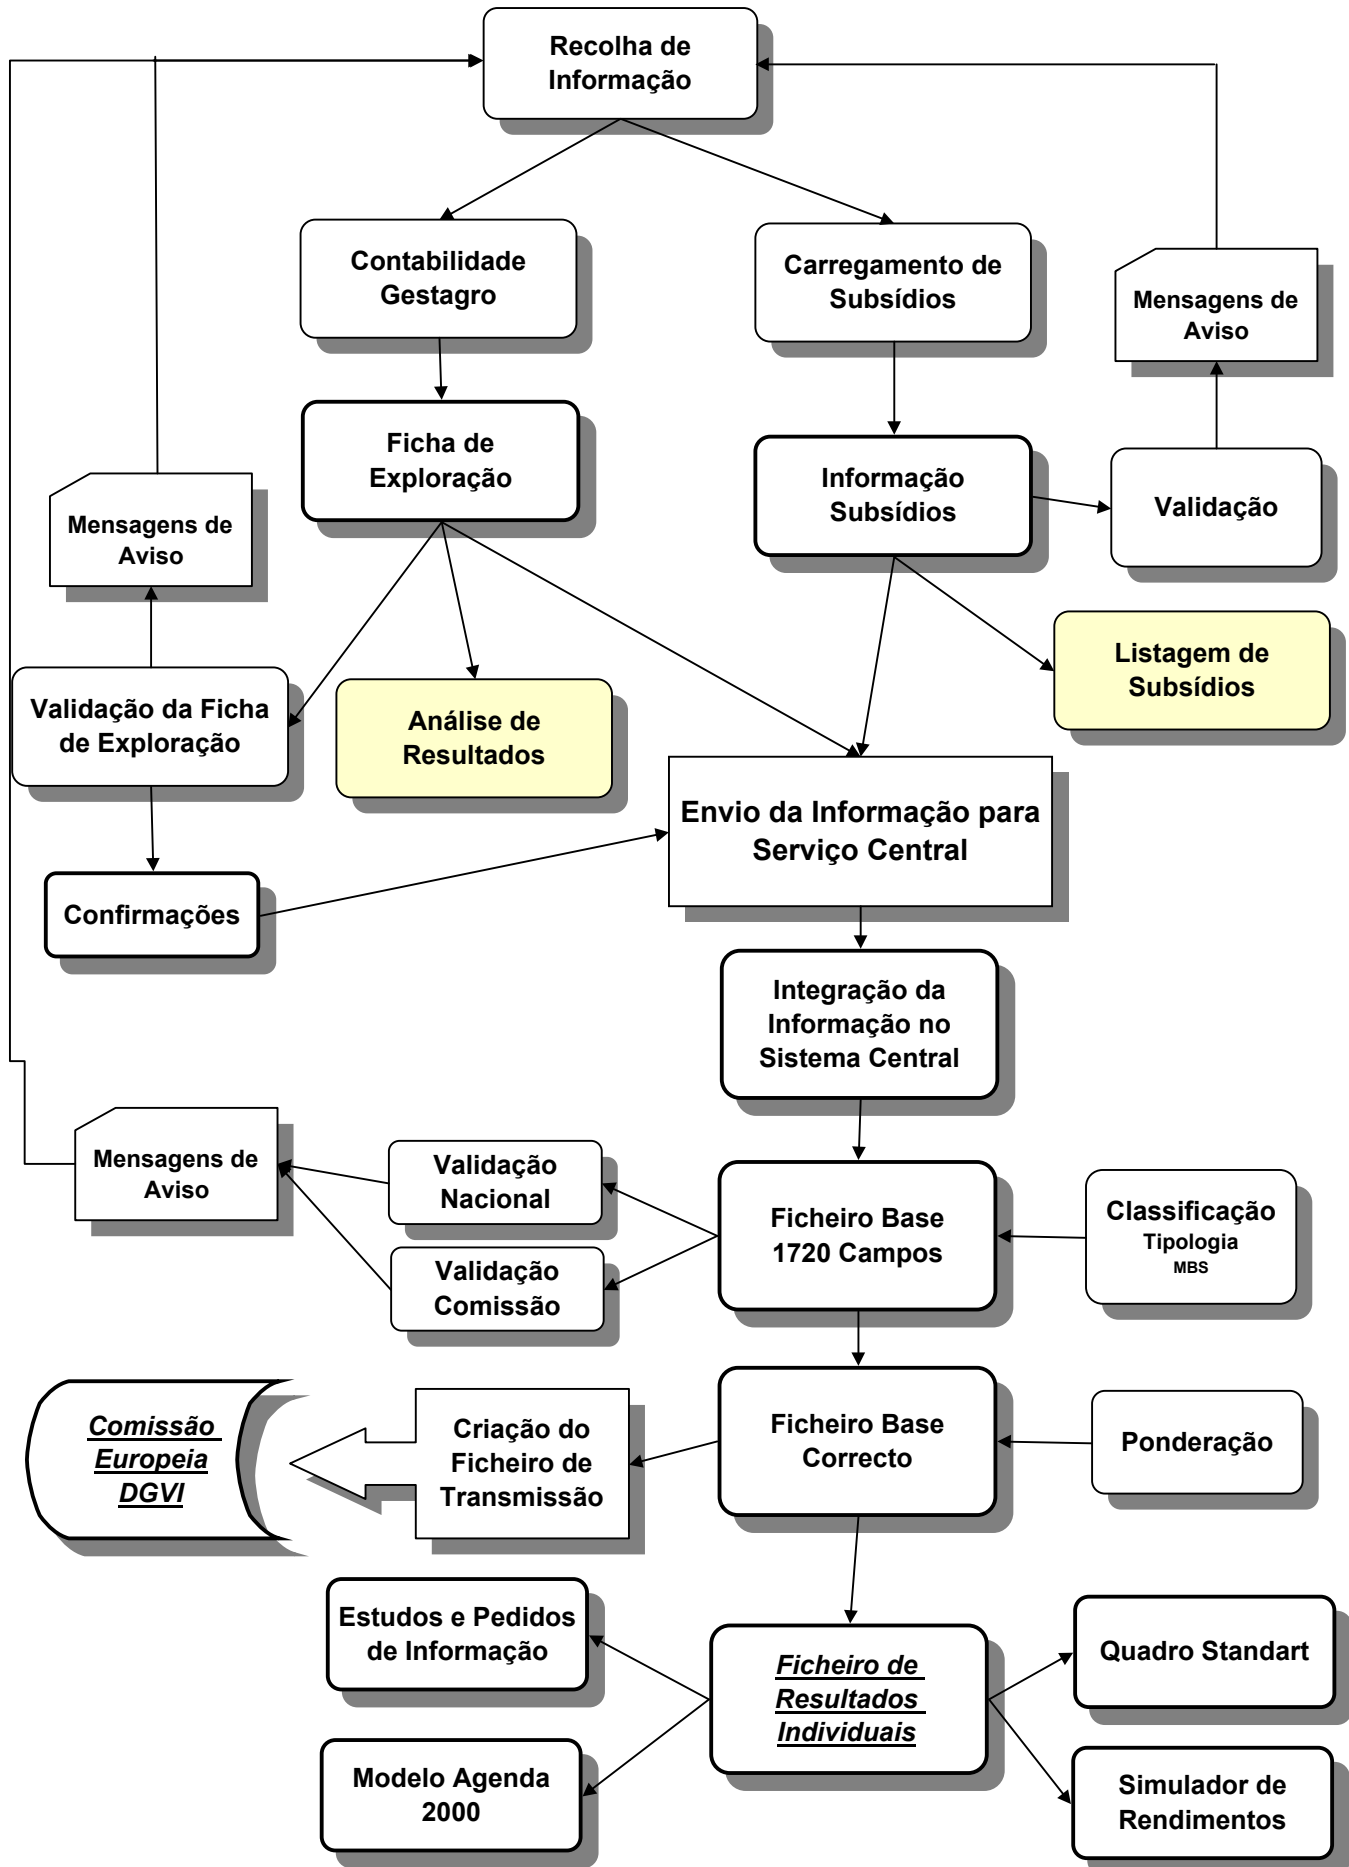 Recolha de
Informação
Contabilidade
Gestagro
Carregamento de
Subsídios
Mensagens de
Aviso
Ficha de
Exploração
Informação
Subsídios
Validação
Mensagens de
Aviso
Listagem de
Subsídios
Validação da Ficha
de Exploração
Análise de
Resultados
Envio da Informação para
Serviço Central
Confirmações
Integração da
Informação no
Sistema Central
Mensagens de
Aviso
Validação
Nacional
Validação
Comissão
Ficheiro Base
1720 Campos
Classificação
Tipologia
MBS
Comissão
Europeia
DGVI
Criação do
Ficheiro de
Transmissão
Ficheiro Base
Correcto
Ponderação
Estudos e Pedidos
de Informação
Ficheiro de
Resultados
Individuais
Quadro Standart
Modelo Agenda
2000
Simulador de
Rendimentos